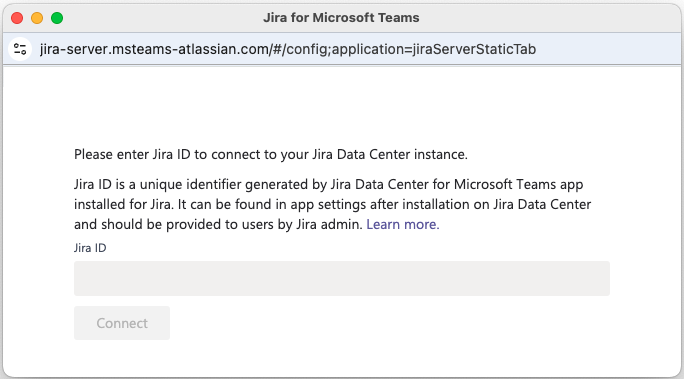 Jira for Microsoft Teams
jira-server.msteams-atlassian.com/#/config;application=jiraServerStaticTab
Please enter Jira ID to connect to your Jira Data Center instance.
Jira ID is a unique identifier generated by Jira Data Center for Microsoft Teams app
installed for Jira. It can be found in app settings after installation on Jira Data Center
and should be provided to users by Jira admin. Learn more.
Jira ID
Connect